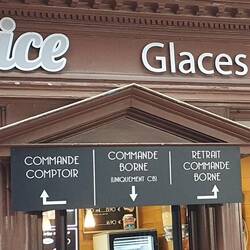 ice
Glaces
COMMANDE
COMPTOIR
COMMANDE
BORNE
(UNIQUEMENT CB)
RETRAIT
COMMANDE
BORNE